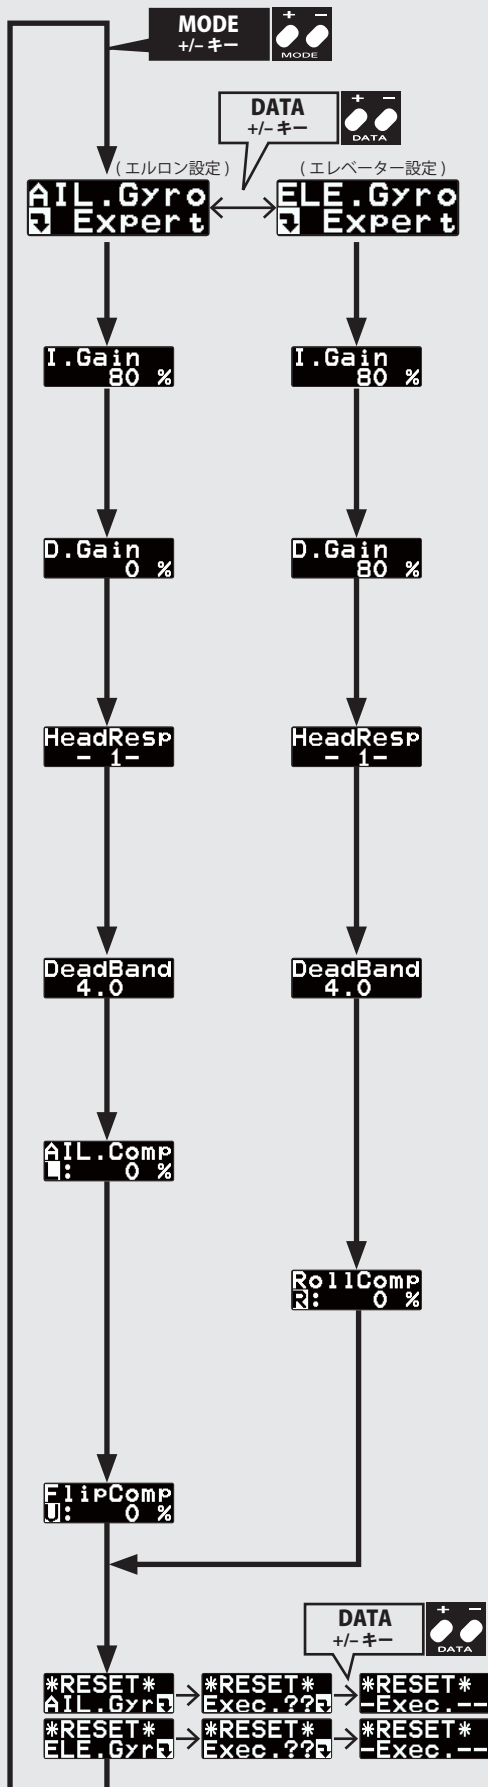 MODE
+/– キー
+ –
MODE
DATA
+/– キー
+ –
DATA
( エルロン設定 )
( エレベーター設定 )
AIL.Gyro
Expert
ELE.Gyro
Expert
I.Gain
80 %
I.Gain
80 %
D.Gain
0 %
D.Gain
80 %
HeadResp
– 1–
HeadResp
– 1–
DeadBand
4.0
DeadBand
4.0
AIL.Comp
L: 0 %
RollComp
R: 0 %
FlipComp
U: 0 %
DATA
+/– キー
+ –
DATA
*RESET*
AIL.Gyr
*RESET*
Exec.??
*RESET*
-Exec.--
*RESET*
ELE.Gyr
*RESET*
Exec.??
*RESET*
-Exec.--